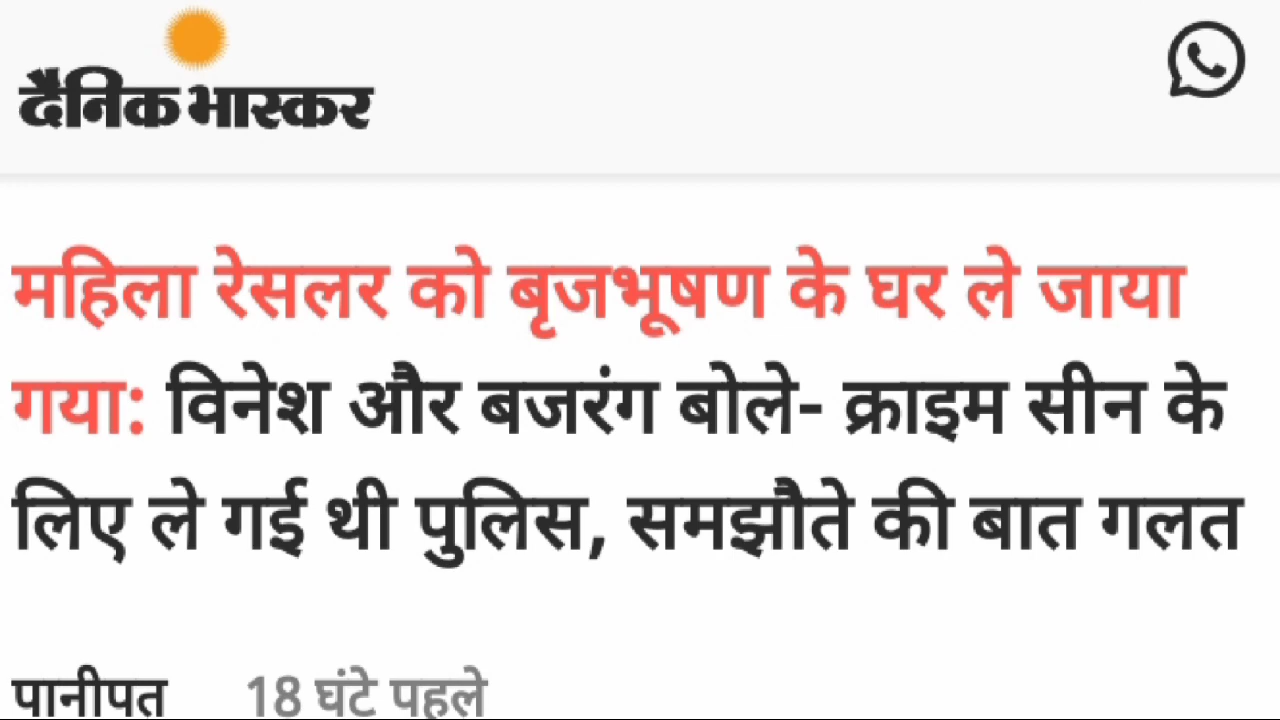 दैनिक भास्कर
महिला रेसलर को बृजभूषण के घर ले जाया
गया: विनेश और बजरंग बोले- क्राइम सीन के
लिए ले गई थी पुलिस, समझौते की बात गलत
पानीपत 18 घंटे पहले